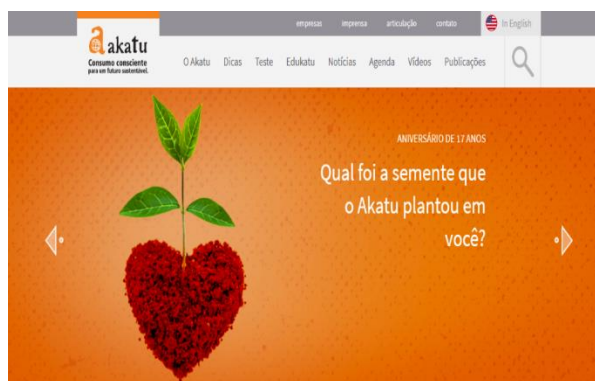 empresas imprensa articulação contato In English
akatu
Consumo consciente
para um futuro sustentável.
O Akatu Dicas Teste Edukatu Notícias Agenda Vídeos Publicações
ANIVERSÁRIO DE 17 ANOS
Qual foi a semente que
o Akatu plantou em
você?